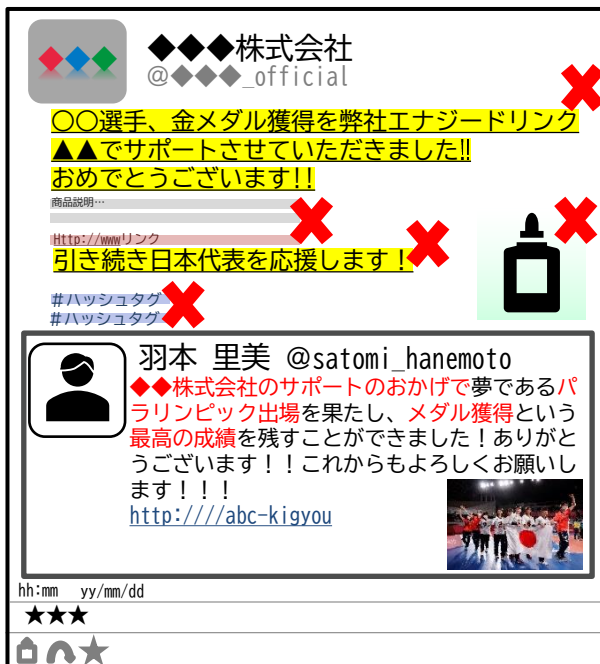 ◆◆◆株式会社
@◆◆◆_official
〇〇選手、金メダル獲得を弊社エナジードリンク
▲▲でサポートさせていただきました!!
おめでとうございます!!
商品説明…
Http://wwwリンク
引き続き日本代表を応援します!
#ハッシュタグ
#ハッシュタグ
羽本 里美 @satomi_hanemoto
◆◆株式会社のサポートのおかげで夢であるパ
ラリンピック出場を果たし、メダル獲得という
最高の成績を残すことができました!ありがと
うございます!!これからもよろしくお願いし
ます!!!
http:////abc-kigyou
hh:mm yy/mm/dd
★★★